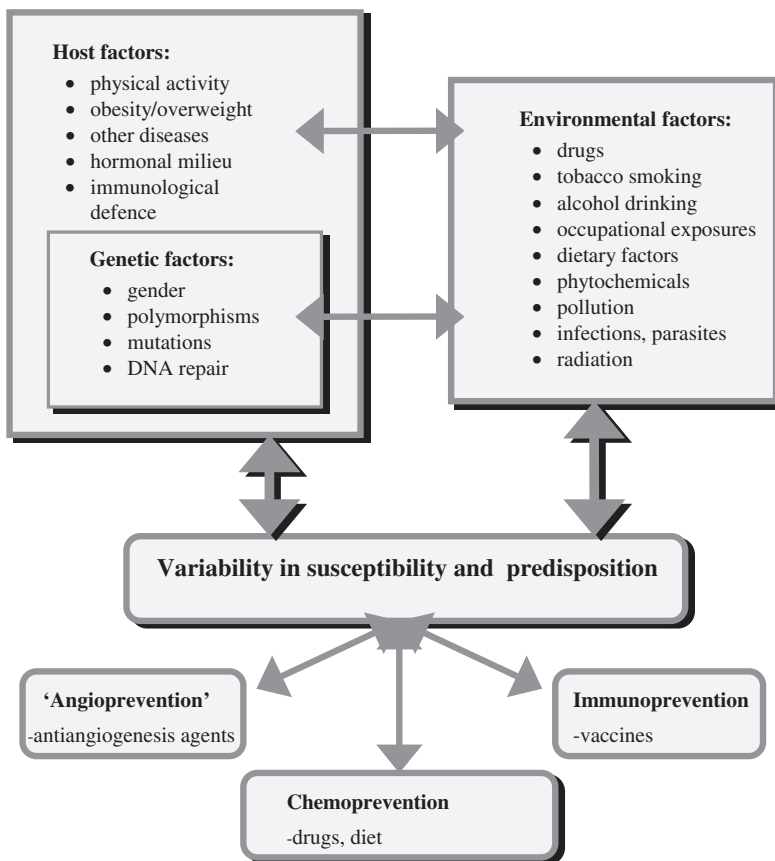 Host factors:
• physical activity
• obesity/overweight
• other diseases
• hormonal milieu
• immunological
defence
Genetic factors:
• gender
• polymorphisms
• mutations
• DNA repair
Environmental factors:
• drugs
• tobacco smoking
• alcohol drinking
• occupational exposures
• dietary factors
• phytochemicals
• pollution
• infections, parasites
• radiation
Variability in susceptibility and predisposition
‘Angioprevention’
-antiangiogenesis agents
Immunoprevention
-vaccines
Chemoprevention
-drugs, diet